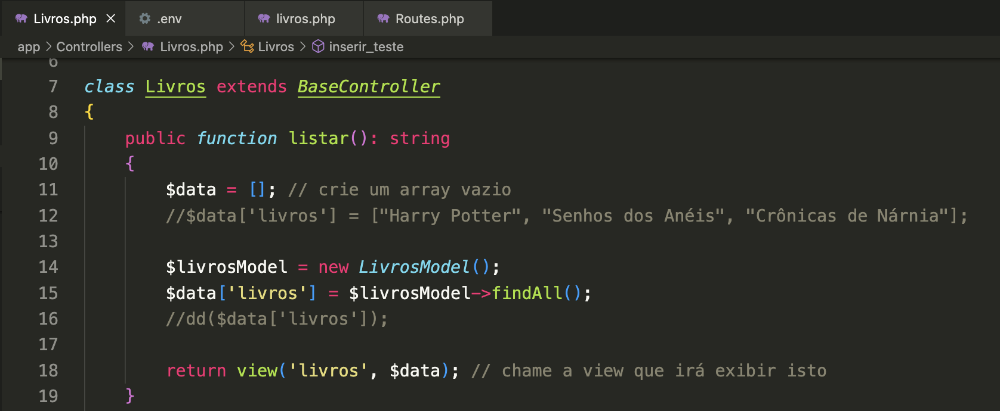 Livros.php .env livros.php Routes.php
app > Controllers > Livros.php > Livros > inserir_teste
6
7 class Livros extends BaseController
8 {
9 public function listar(): string
10 {
11 $data = []; // crie um array vazio
12 //$data['livros'] = ["Harry Potter", "Senhos dos Anéis", "Crônicas de Nárnia"];
13
14 $livrosModel = new LivrosModel();
15 $data['livros'] = $livrosModel->findAll();
16 //dd($data['livros']);
17
18 return view('livros', $data); // chame a view que irá exibir isto
19 }